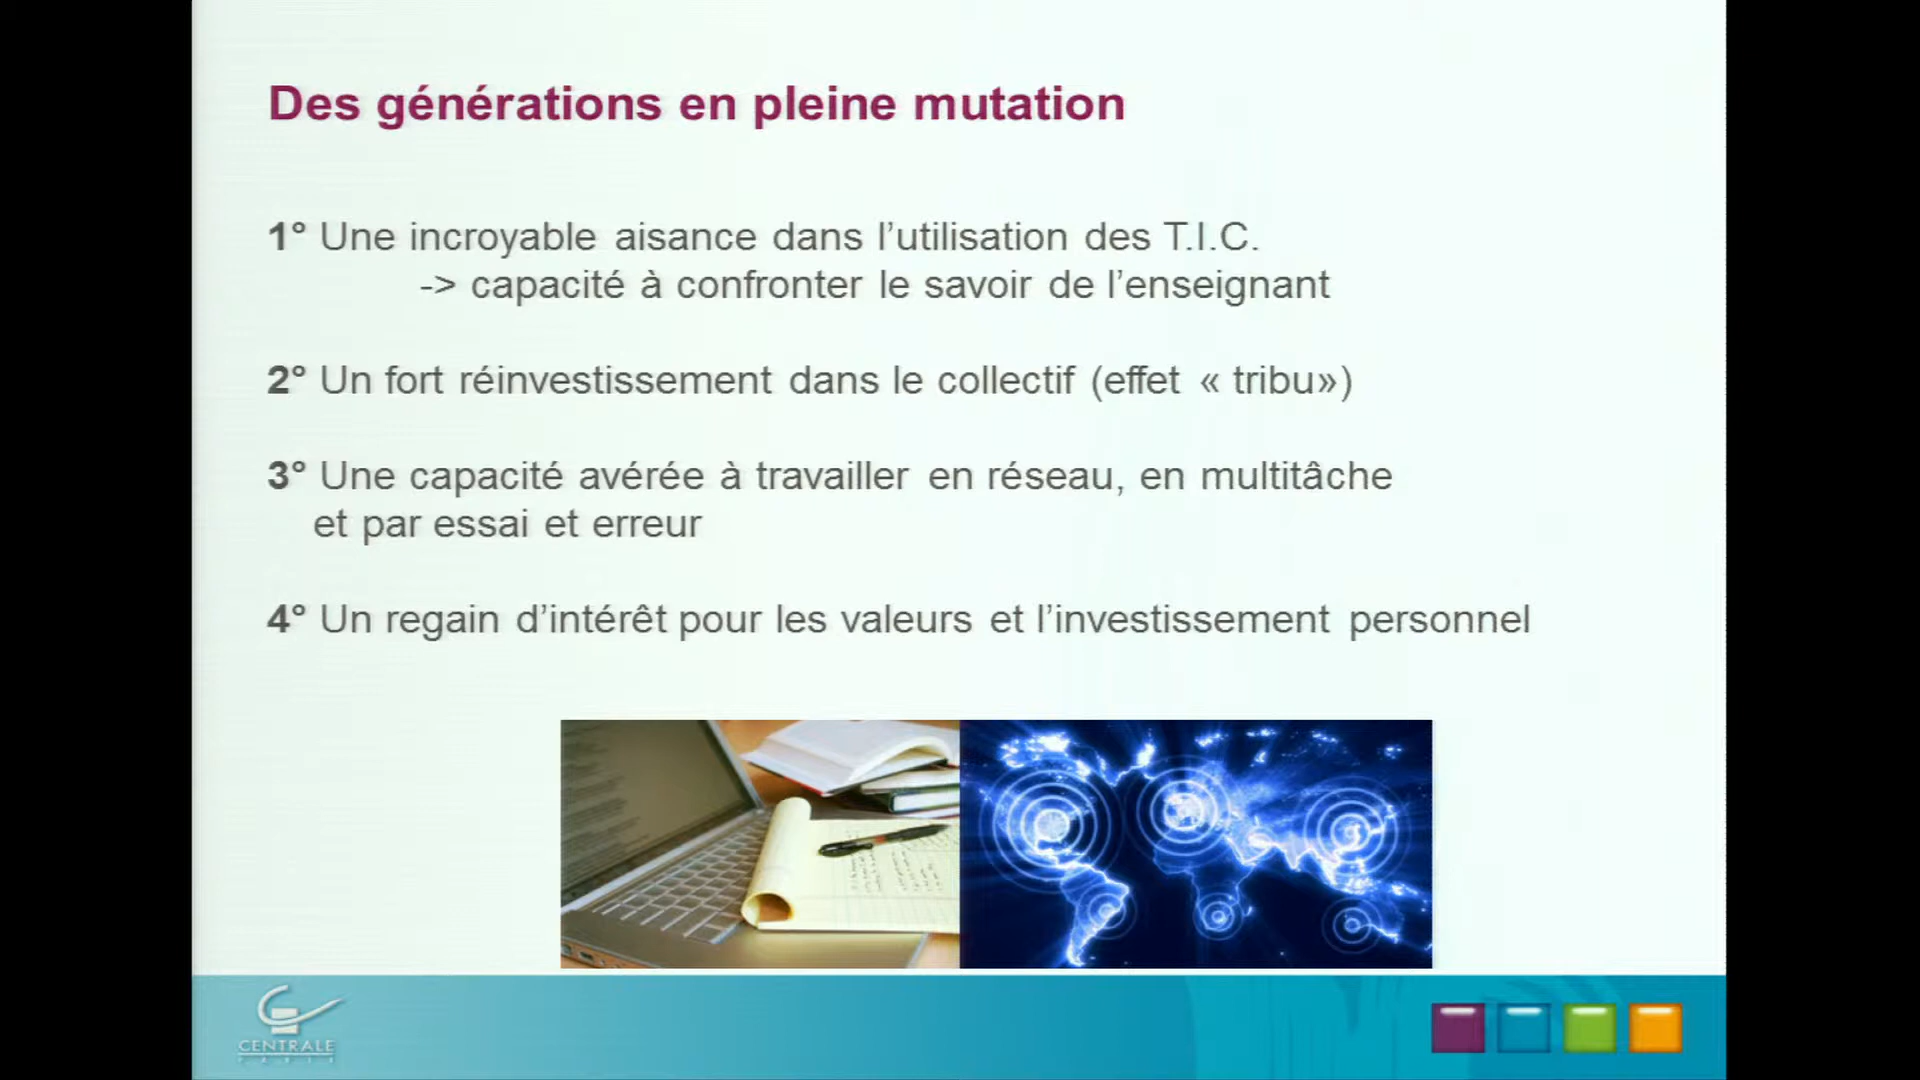 Des générations en pleine mutation
1° Une incroyable aisance dans l’utilisation des T.I.C.
-> capacité à confronter le savoir de l’enseignant
2° Un fort réinvestissement dans le collectif (effet « tribu»)
3° Une capacité avérée à travailler en réseau, en multitâche
et par essai et erreur
4° Un regain d’intérêt pour les valeurs et l’investissement personnel
CENTRALE